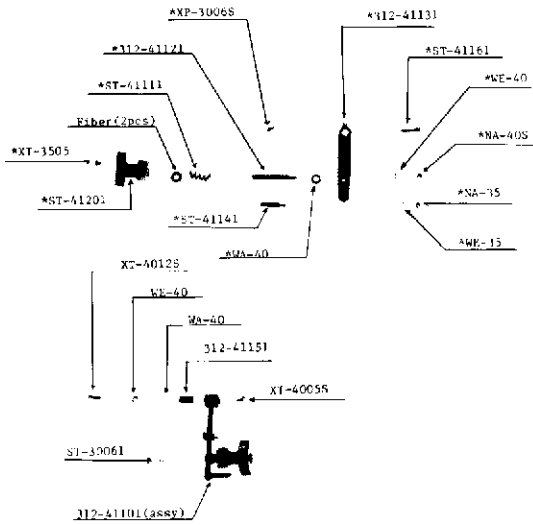 *XP-3006S
*312-41131
*312-41121
*ST-41161
*ST-41111
*WE-40
Fiber(2pcs)
*NA-40S
*XT-3505
*ST-41201
*NA-35
*ST-41141
*WA-40
*WE-35
XT-4012S
WE-40
WA-40
312-41151
XT-4005S
ST-30061
312-41101(assy)